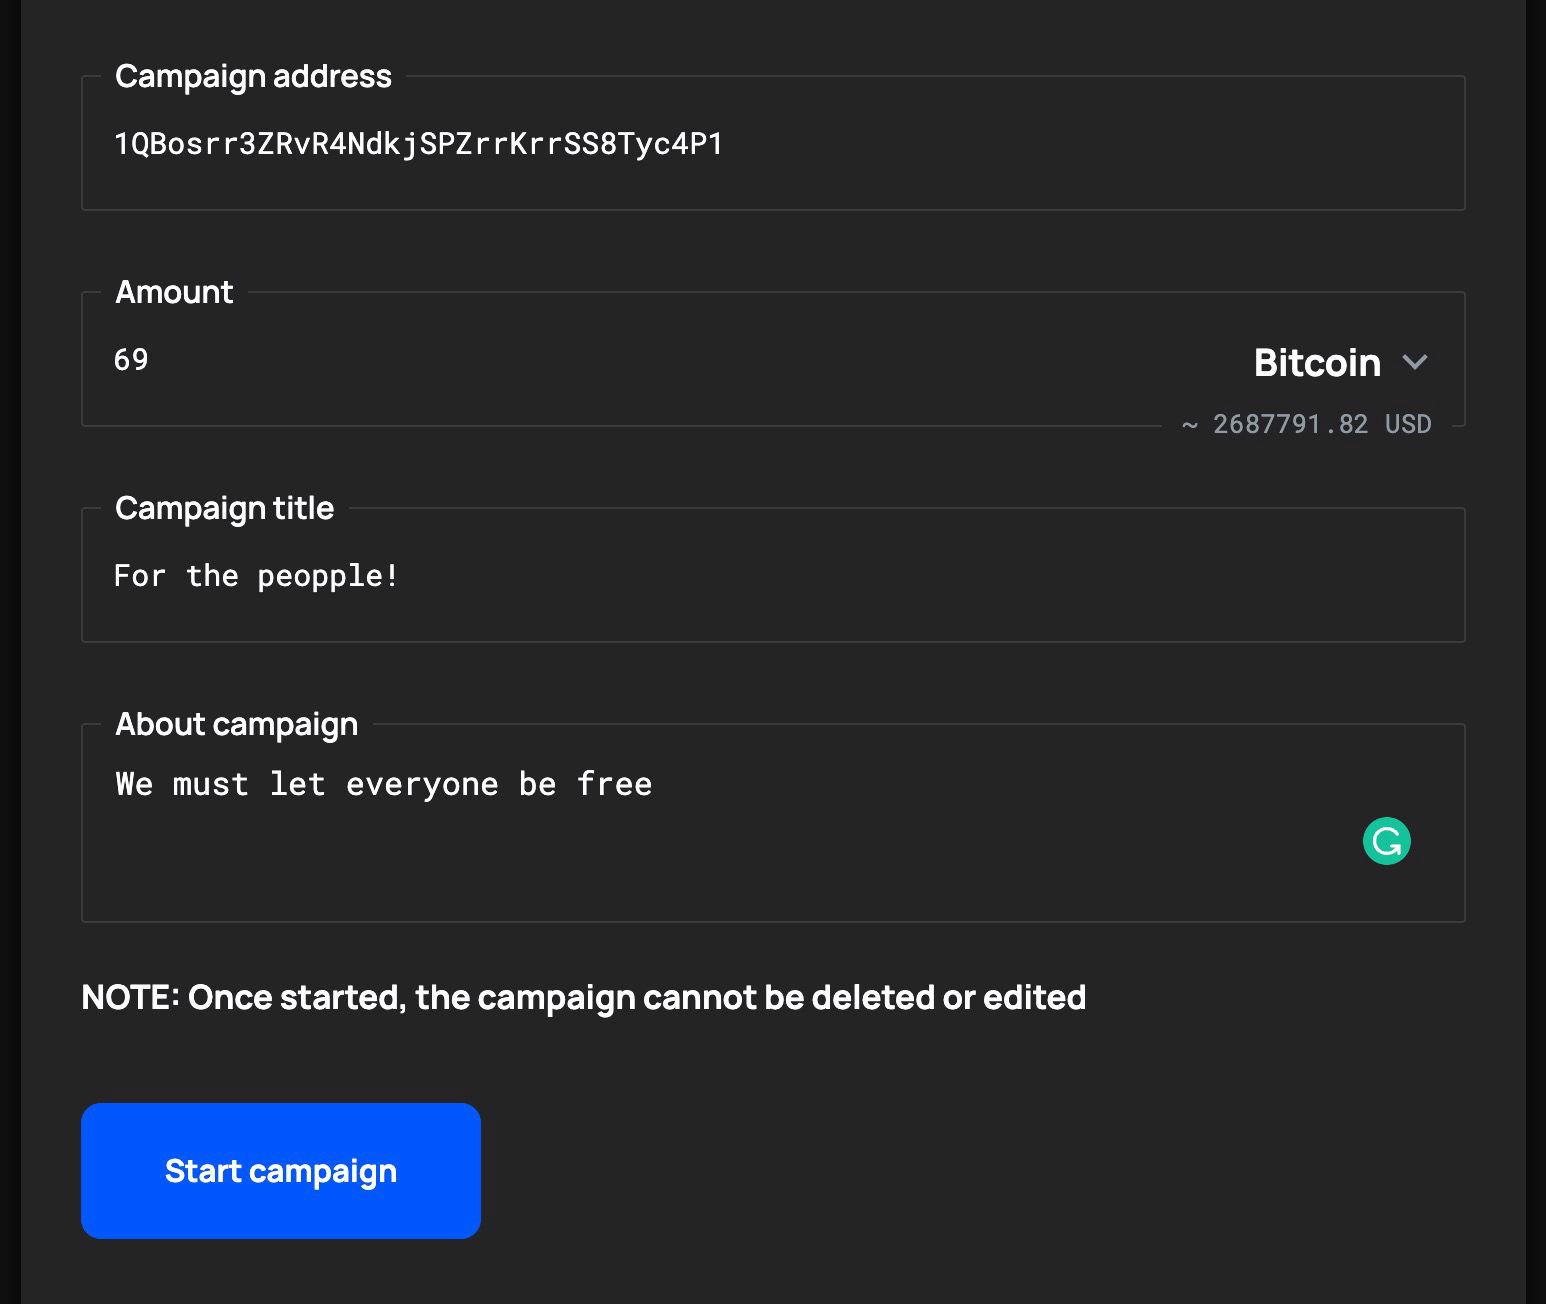 Campaign address
1QBosrr3ZRvR4NdkjSPZrrKrrSS8Tyc4P1
Amount
69
Bitcoin
~ 2687791.82 USD
Campaign title
For the peopple!
About campaign
We must let everyone be free
NOTE: Once started, the campaign cannot be deleted or edited
Start campaign